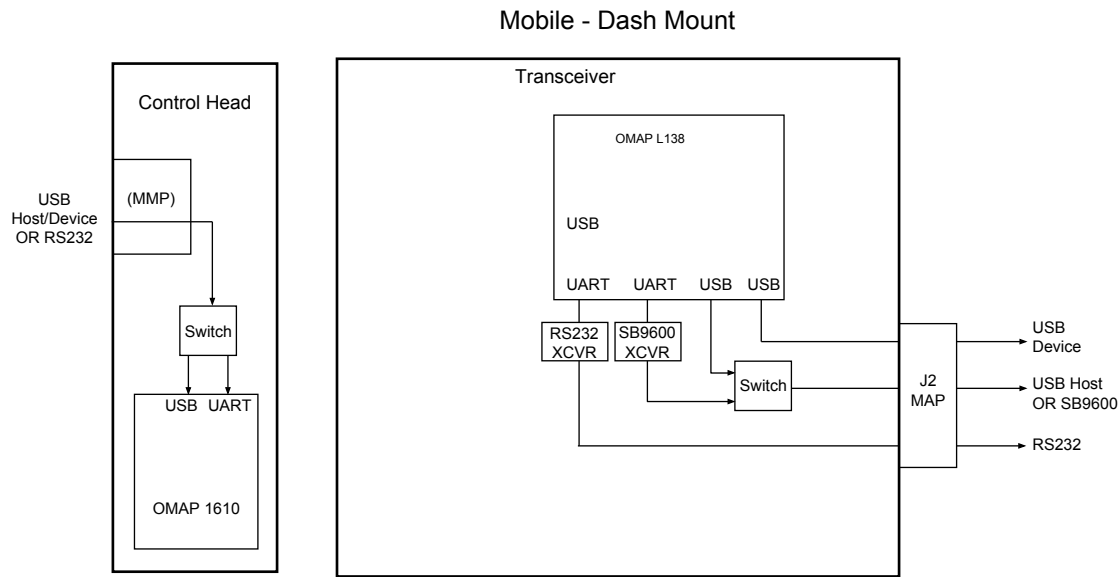 Mobile - Dash Mount
Control Head
(MMP)
USB
Host/Device
OR RS232
Switch
USB UART
OMAP 1610
Transceiver
OMAP L138
USB
UART UART USB USB
RS232
XCVR
SB9600
XCVR
Switch
J2
MAP
USB
Device
USB Host
OR SB9600
RS232